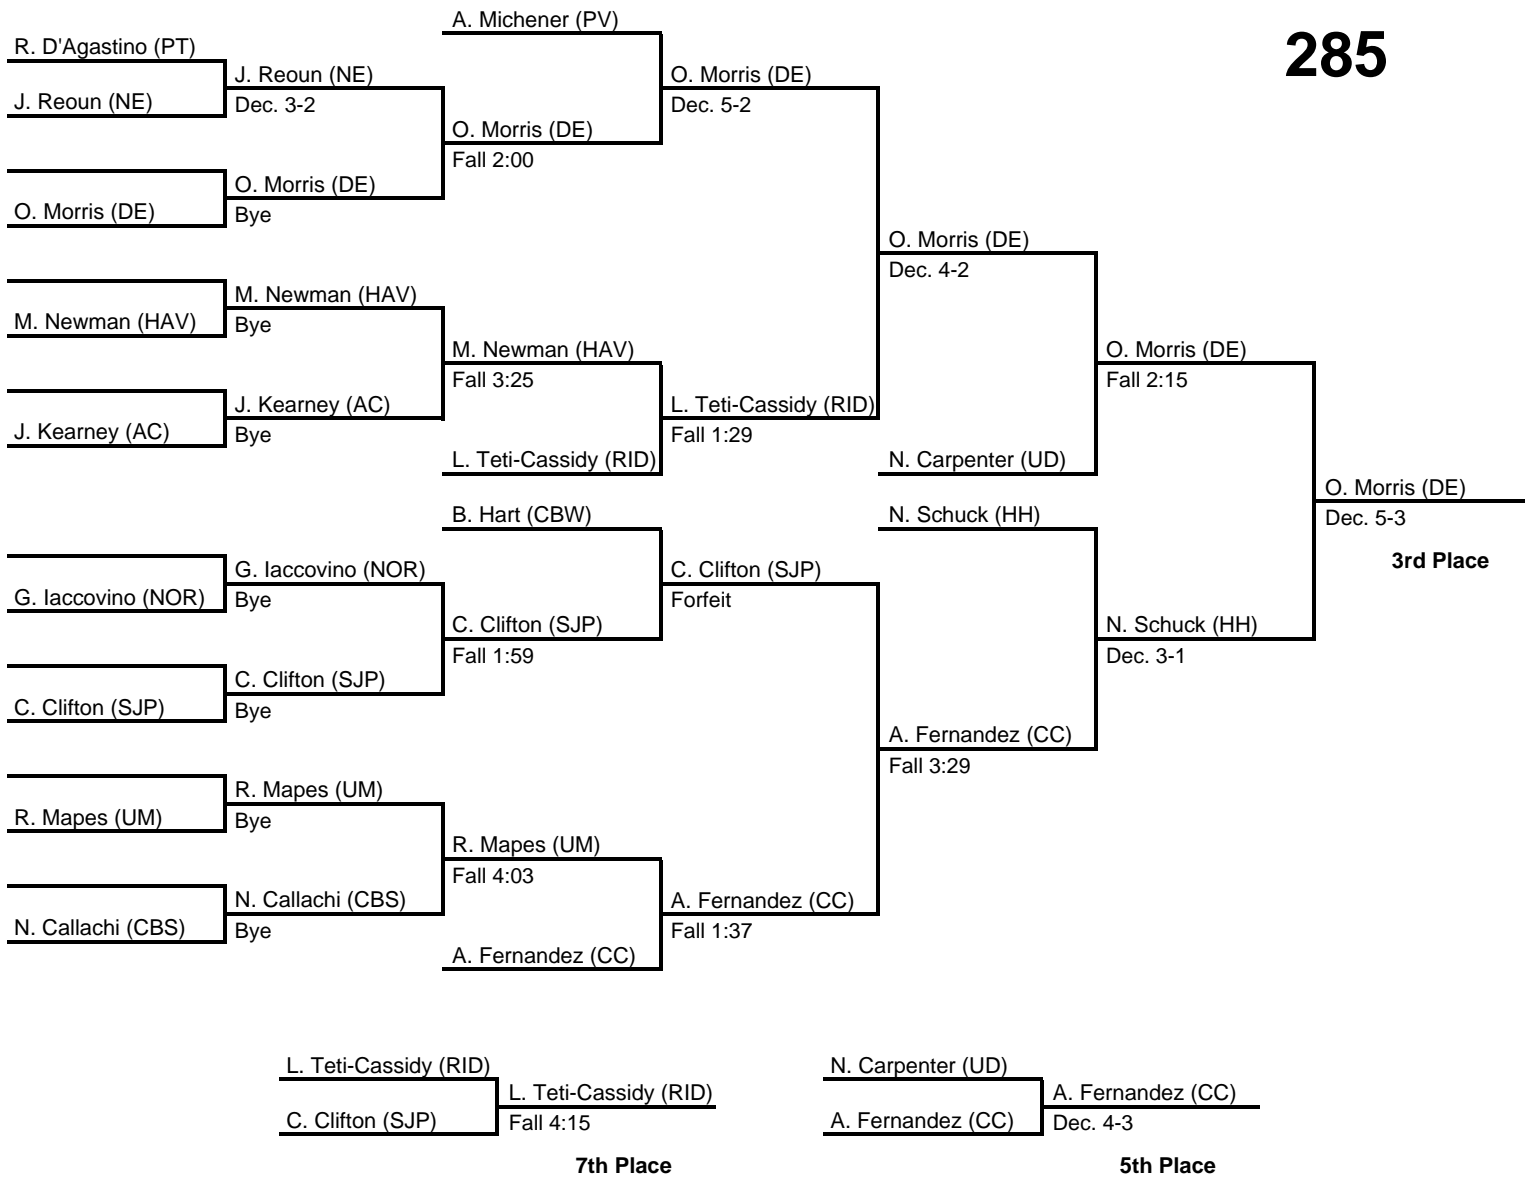 A. Michener (PV)
285
R. D'Agastino (PT)
J. Reoun (NE)
O. Morris (DE)
J. Reoun (NE)
Dec. 3-2
Dec. 5-2
O. Morris (DE)
Fall 2:00
O. Morris (DE)
O. Morris (DE)
Bye
O. Morris (DE)
Dec. 4-2
M. Newman (HAV)
M. Newman (HAV)
Bye
M. Newman (HAV)
O. Morris (DE)
Fall 3:25
Fall 2:15
J. Kearney (AC)
L. Teti-Cassidy (RID)
J. Kearney (AC)
Bye
Fall 1:29
L. Teti-Cassidy (RID)
N. Carpenter (UD)
O. Morris (DE)
Dec. 5-3
B. Hart (CBW)
N. Schuck (HH)
3rd Place
G. Iaccovino (NOR)
C. Clifton (SJP)
G. Iaccovino (NOR)
Bye
Forfeit
C. Clifton (SJP)
N. Schuck (HH)
Fall 1:59
Dec. 3-1
C. Clifton (SJP)
C. Clifton (SJP)
Bye
A. Fernandez (CC)
Fall 3:29
R. Mapes (UM)
R. Mapes (UM)
Bye
R. Mapes (UM)
Fall 4:03
N. Callachi (CBS)
A. Fernandez (CC)
N. Callachi (CBS)
Bye
Fall 1:37
A. Fernandez (CC)
L. Teti-Cassidy (RID)
N. Carpenter (UD)
L. Teti-Cassidy (RID)
A. Fernandez (CC)
C. Clifton (SJP)
Fall 4:15
A. Fernandez (CC)
Dec. 4-3
7th Place
5th Place